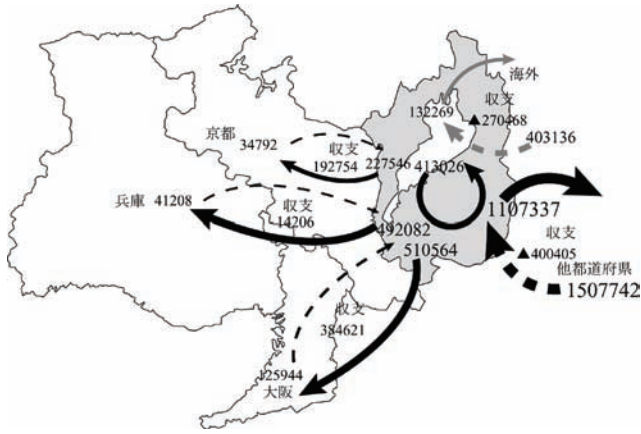 海外
132269
収支
▲270468
403136
京都
34792
収支
192754
227546
413026
兵庫 41208
収支
14206
492082
510564
1107337
収支
▲400405
他都道府県
1507742
収支
384621
125944
大阪